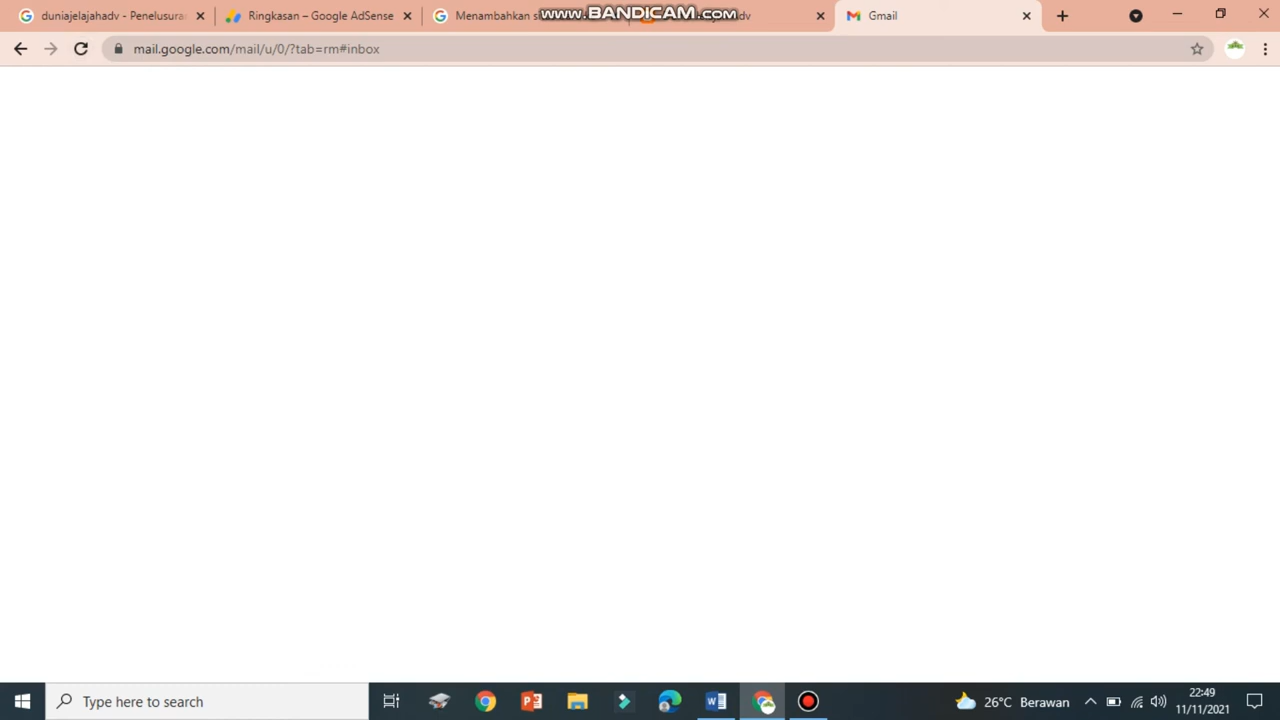 duniajelajahadv - Penelusura
Ringkasan – Google AdSense
Menambahkan s
dv
www.BANDICAM.com
Gmail
mail.google.com/mail/u/0/?tab=rm#inbox
Type here to search
26°C Berawan
22:49
11/11/2021